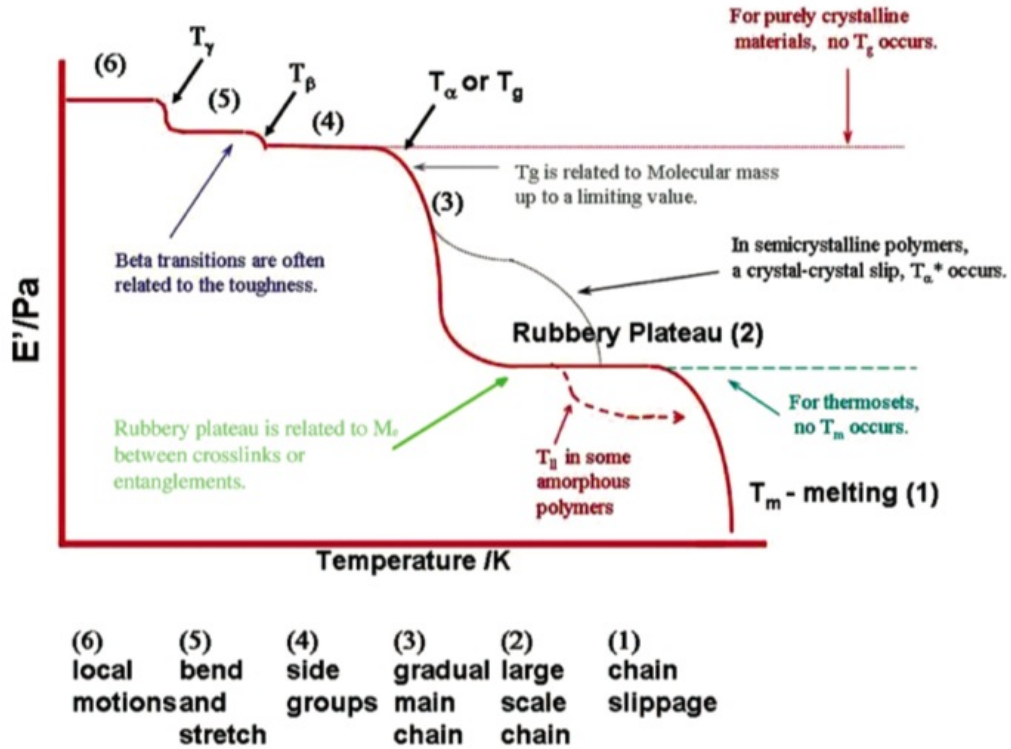 For purely crystalline
materials, no Tg occurs.
Tγ
(6)
Tβ
(5)
(4)
Tα or Tg
Tg is related to Molecular mass
up to a limiting value.
(3)
In semicrystalline polymers,
a crystal-crystal slip, Tα* occurs.
Beta transitions are often
related to the toughness.
E'/Pa
Rubbery Plateau (2)
For thermosets,
no Tm occurs.
Rubbery plateau is related to Me
between crosslinks or
entanglements.
Tll in some
amorphous
polymers
Tm - melting (1)
Temperature /K
(6) (5) (4) (3) (2) (1)
local bend side gradual large chain
motions and groups main scale slippage
stretch chain chain